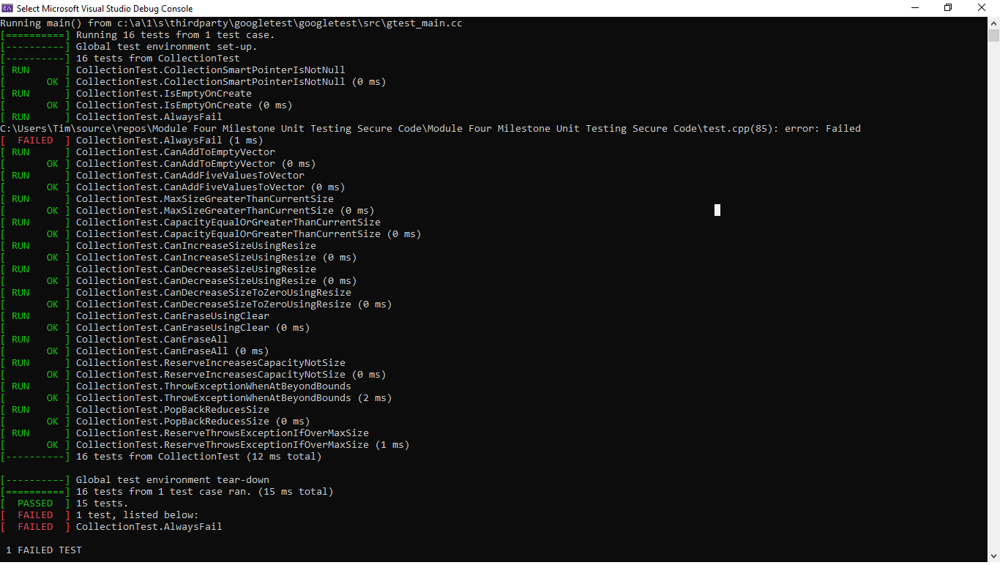 Select Microsoft Visual Studio Debug Console
Running main() from c:\a\1\s\thirdparty\googletest\googletest\src\gtest_main.cc
[==========] Running 16 tests from 1 test case.
[----------] Global test environment set-up.
[----------] 16 tests from CollectionTest
[ RUN      ] CollectionTest.CollectionSmartPointerIsNotNull
[       OK ] CollectionTest.CollectionSmartPointerIsNotNull (0 ms)
[ RUN      ] CollectionTest.IsEmptyOnCreate
[       OK ] CollectionTest.IsEmptyOnCreate (0 ms)
[ RUN      ] CollectionTest.AlwaysFail
C:\Users\Tim\source\repos\Module Four Milestone Unit Testing Secure Code\Module Four Milestone Unit Testing Secure Code\test.cpp(85): error: Failed
[  FAILED  ] CollectionTest.AlwaysFail (1 ms)
[ RUN      ] CollectionTest.CanAddToEmptyVector
[       OK ] CollectionTest.CanAddToEmptyVector (0 ms)
[ RUN      ] CollectionTest.CanAddFiveValuesToVector
[       OK ] CollectionTest.CanAddFiveValuesToVector (0 ms)
[ RUN      ] CollectionTest.MaxSizeGreaterThanCurrentSize
[       OK ] CollectionTest.MaxSizeGreaterThanCurrentSize (0 ms)
[ RUN      ] CollectionTest.CapacityEqualOrGreaterThanCurrentSize
[       OK ] CollectionTest.CapacityEqualOrGreaterThanCurrentSize (0 ms)
[ RUN      ] CollectionTest.CanIncreaseSizeUsingResize
[       OK ] CollectionTest.CanIncreaseSizeUsingResize (0 ms)
[ RUN      ] CollectionTest.CanDecreaseSizeUsingResize
[       OK ] CollectionTest.CanDecreaseSizeUsingResize (0 ms)
[ RUN      ] CollectionTest.CanDecreaseSizeToZeroUsingResize
[       OK ] CollectionTest.CanDecreaseSizeToZeroUsingResize (0 ms)
[ RUN      ] CollectionTest.CanEraseUsingClear
[       OK ] CollectionTest.CanEraseUsingClear (0 ms)
[ RUN      ] CollectionTest.CanEraseAll
[       OK ] CollectionTest.CanEraseAll (0 ms)
[ RUN      ] CollectionTest.ReserveIncreasesCapacityNotSize
[       OK ] CollectionTest.ReserveIncreasesCapacityNotSize (0 ms)
[ RUN      ] CollectionTest.ThrowExceptionWhenAtBeyondBounds
[       OK ] CollectionTest.ThrowExceptionWhenAtBeyondBounds (2 ms)
[ RUN      ] CollectionTest.PopBackReducesSize
[       OK ] CollectionTest.PopBackReducesSize (0 ms)
[ RUN      ] CollectionTest.ReserveThrowsExceptionIfOverMaxSize
[       OK ] CollectionTest.ReserveThrowsExceptionIfOverMaxSize (1 ms)
[----------] 16 tests from CollectionTest (12 ms total)
[----------] Global test environment tear-down
[==========] 16 tests from 1 test case ran. (15 ms total)
[  PASSED  ] 15 tests.
[  FAILED  ] 1 test, listed below:
[  FAILED  ] CollectionTest.AlwaysFail
1 FAILED TEST